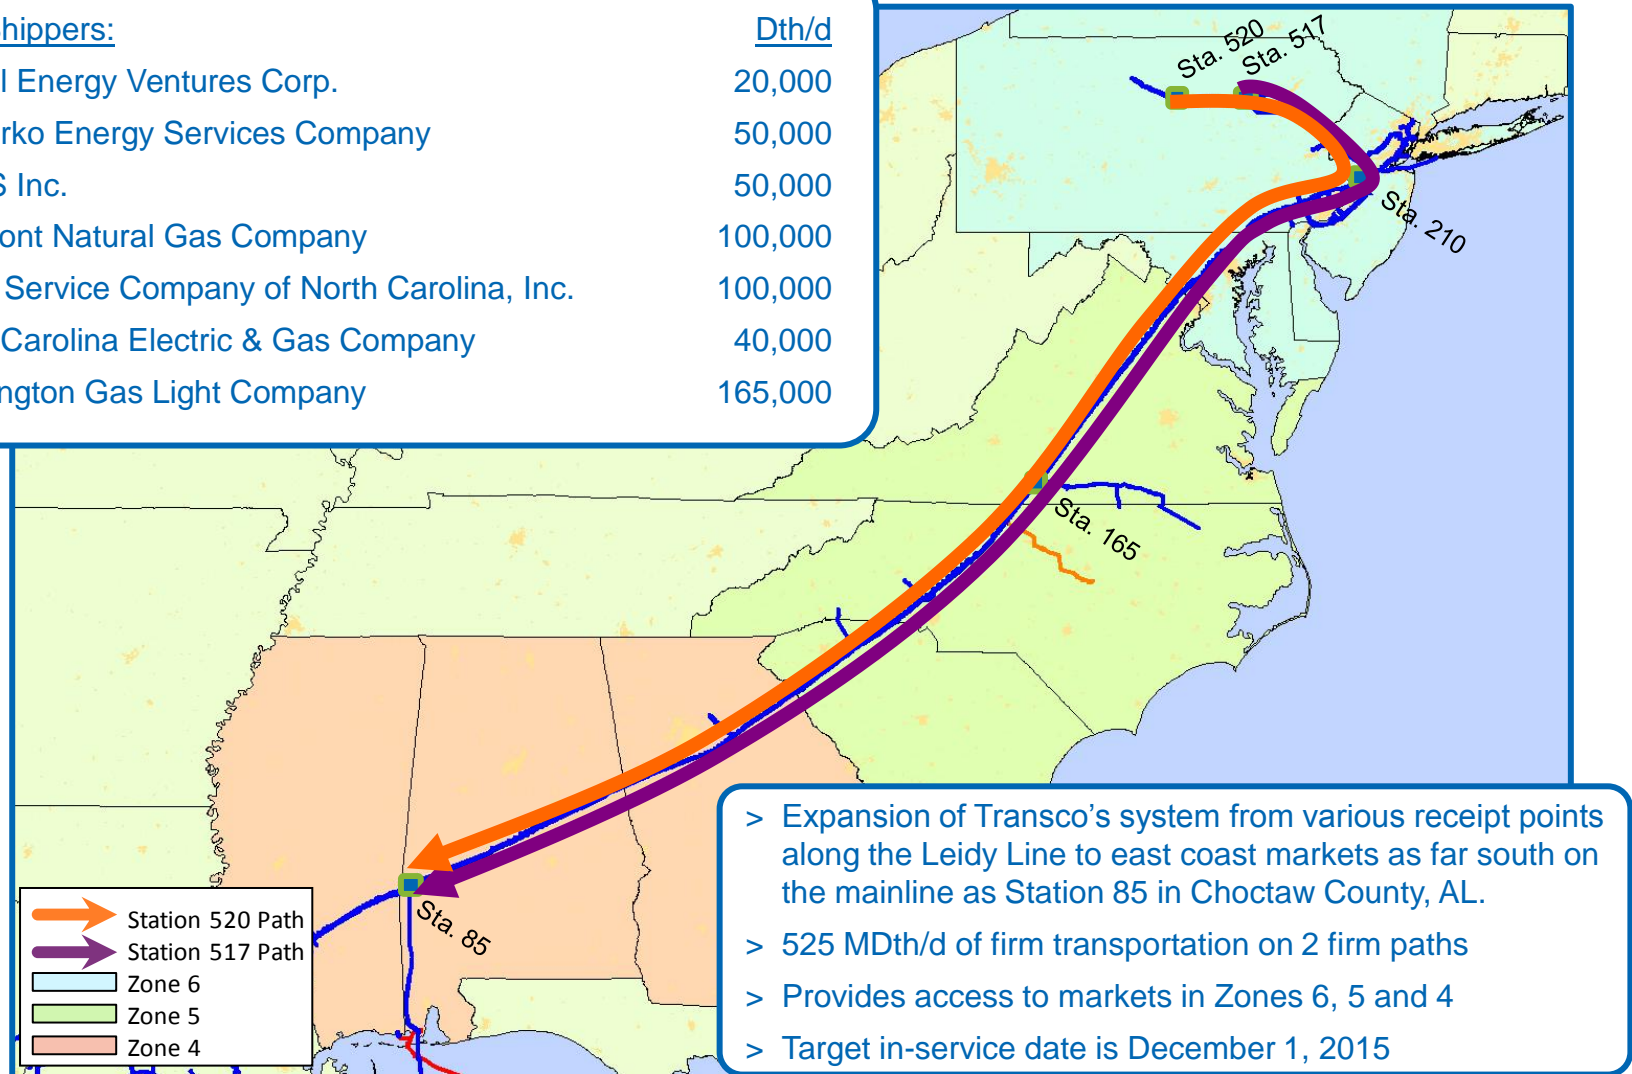 hippers: Dth/d
l Energy Ventures Corp. 20,000
rko Energy Services Company 50,000
S Inc. 50,000
ont Natural Gas Company 100,000
Service Company of North Carolina, Inc. 100,000
Carolina Electric & Gas Company 40,000
ngton Gas Light Company 165,000
Sta. 520
Sta. 517
Sta. 210
Sta. 165
Sta. 85
Station 520 Path
Station 517 Path
Zone 6
Zone 5
Zone 4
> Expansion of Transco’s system from various receipt points
along the Leidy Line to east coast markets as far south on
the mainline as Station 85 in Choctaw County, AL.
> 525 MDth/d of firm transportation on 2 firm paths
> Provides access to markets in Zones 6, 5 and 4
> Target in-service date is December 1, 2015